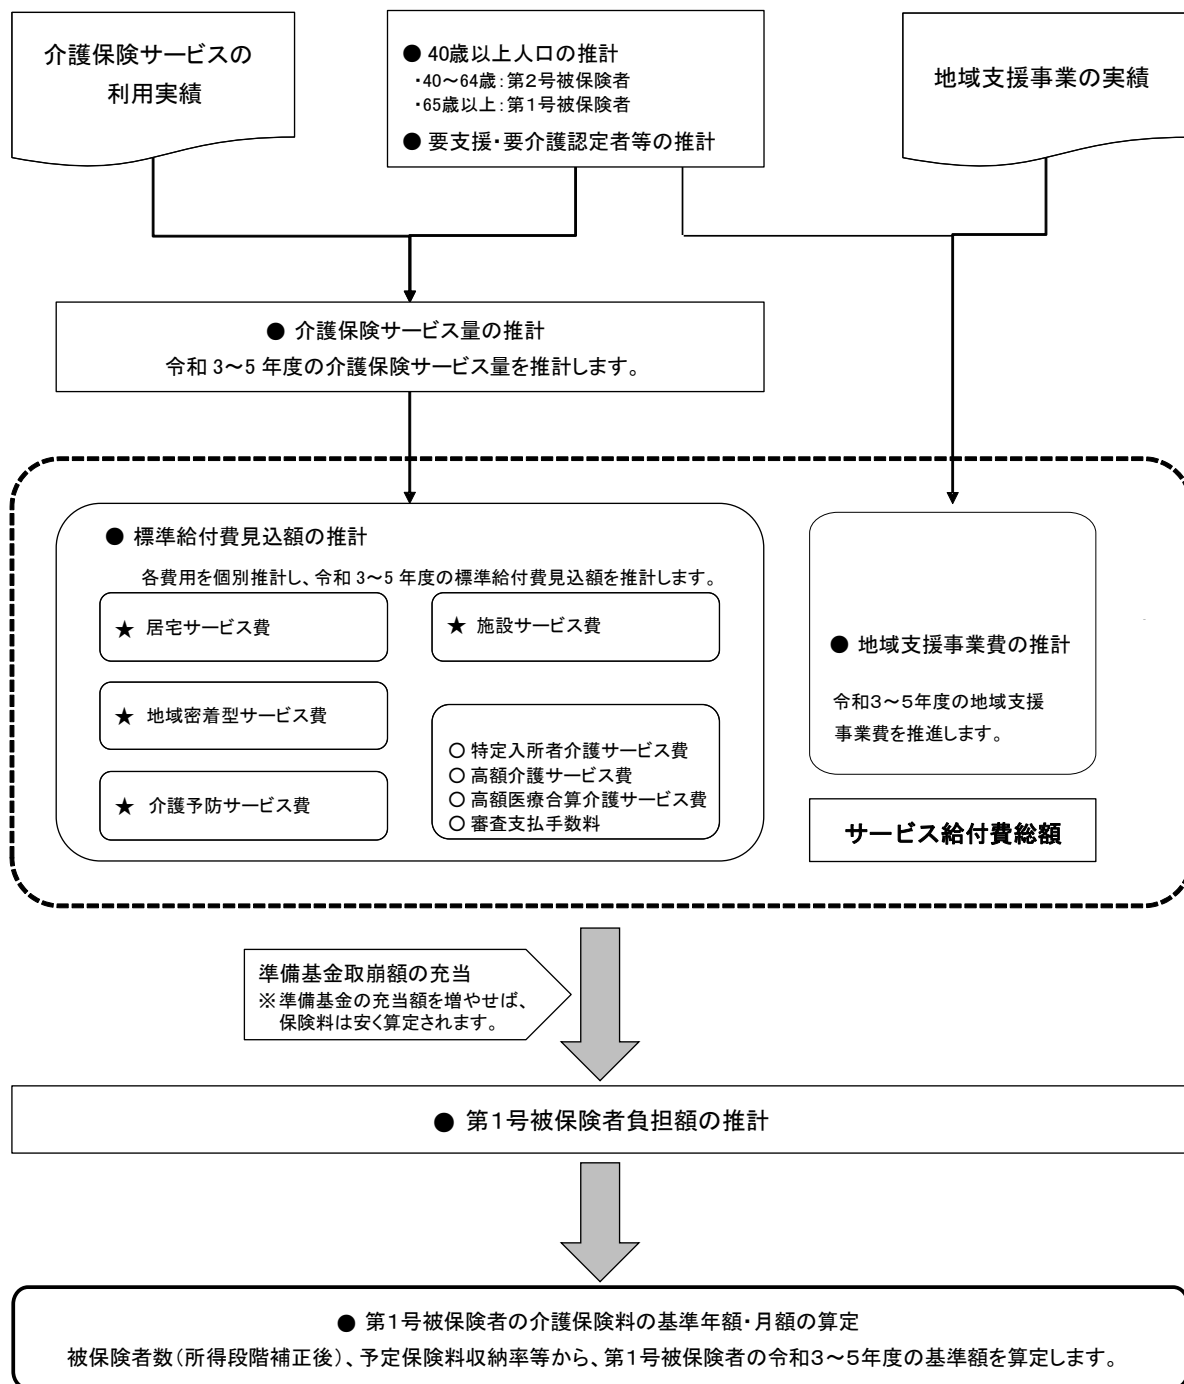 介護保険サービスの
利用実績
● 40歳以上人口の推計
・40～64歳：第２号被保険者
・65歳以上：第１号被保険者
● 要支援・要介護認定者等の推計
地域支援事業の実績
● 介護保険サービス量の推計
令和 3～5 年度の介護保険サービス量を推計します。
● 標準給付費見込額の推計
各費用を個別推計し、令和 3～5 年度の標準給付費見込額を推計します。
★ 居宅サービス費
★ 施設サービス費
★ 地域密着型サービス費
★ 介護予防サービス費
○ 特定入所者介護サービス費
○ 高額介護サービス費
○ 高額医療合算介護サービス費
○ 審査支払手数料
● 地域支援事業費の推計
令和３～５年度の地域支援
事業費を推進します。
サービス給付費総額
準備基金取崩額の充当
※準備基金の充当額を増やせば、
保険料は安く算定されます。
● 第１号被保険者負担額の推計
● 第１号被保険者の介護保険料の基準年額・月額の算定
被保険者数（所得段階補正後）、予定保険料収納率等から、第１号被保険者の令和３～５年度の基準額を算定します。